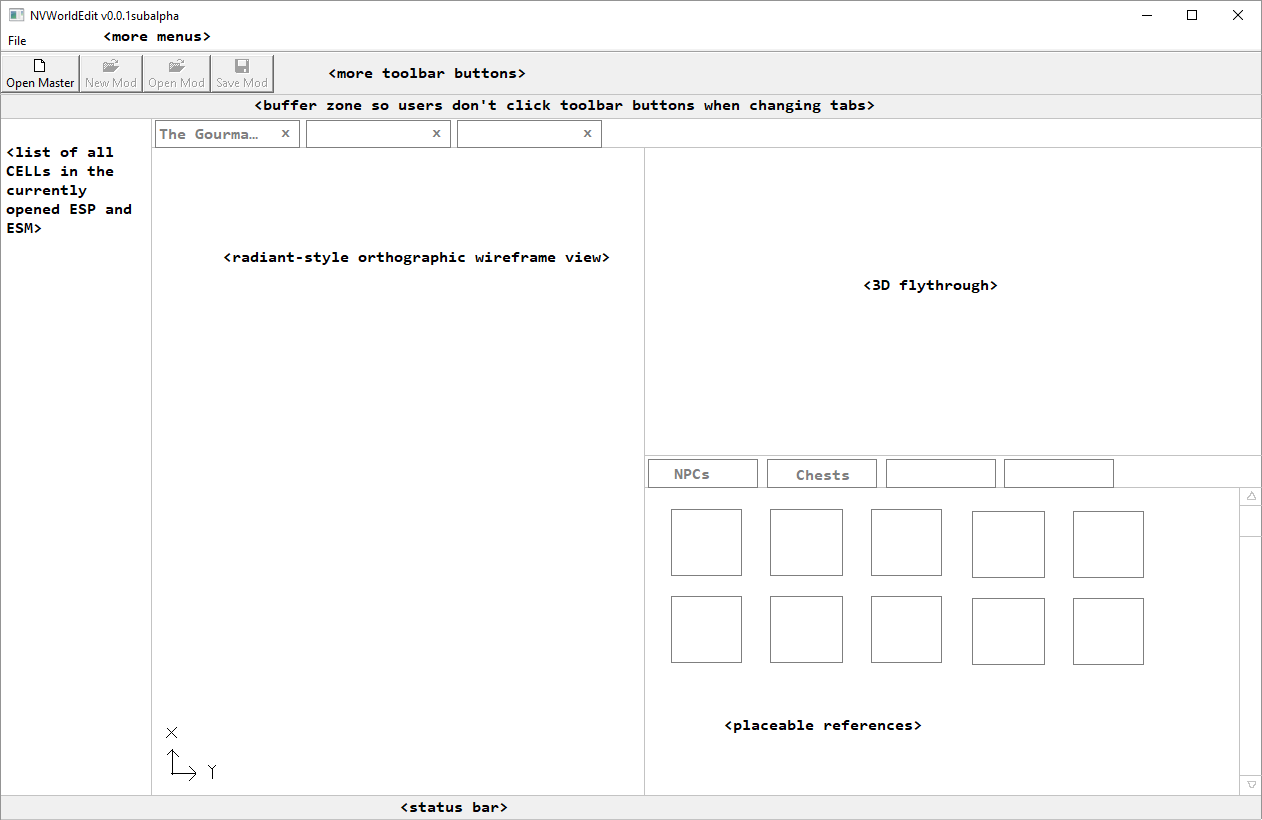 NVWorldEdit v0.0.1subalpha
File
<more menus>
Open Master
New Mod
Open Mod
Save Mod
<more toolbar buttons>
<buffer zone so users don't click toolbar buttons when changing tabs>
The Gourma… x
x
x
<list of all
CELLs in the
currently
opened ESP and
ESM>
<radiant-style orthographic wireframe view>
<3D flythrough>
NPCs
Chests
<placeable references>
X
Y
<status bar>